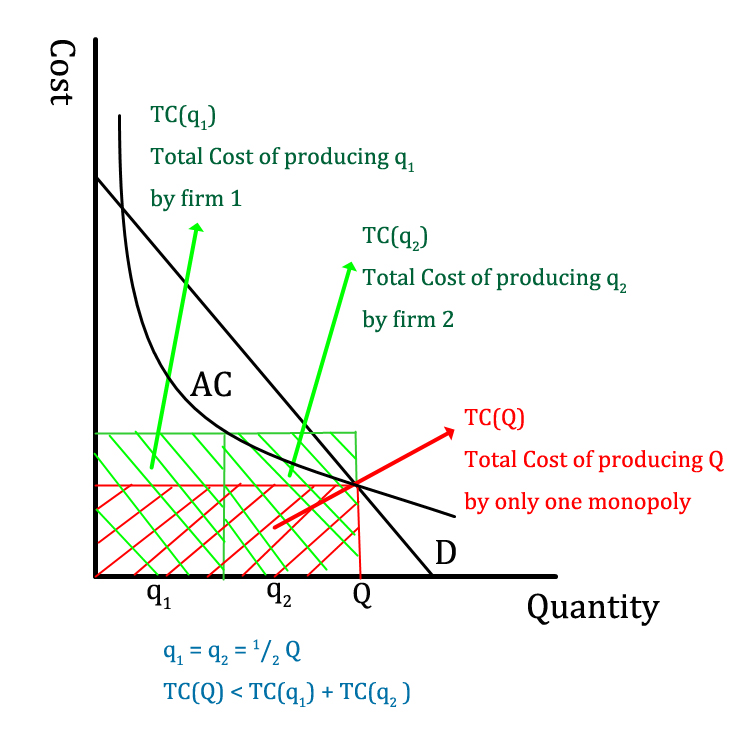 Cost
TC(q₁)
Total Cost of producing q₁
by firm 1
TC(q₂)
Total Cost of producing q₂
by firm 2
AC
TC(Q)
Total Cost of producing Q
by only one monopoly
D
q₁
q₂
Q
Quantity
q₁ = q₂ = ¹/₂ Q
TC(Q) < TC(q₁) + TC(q₂ )